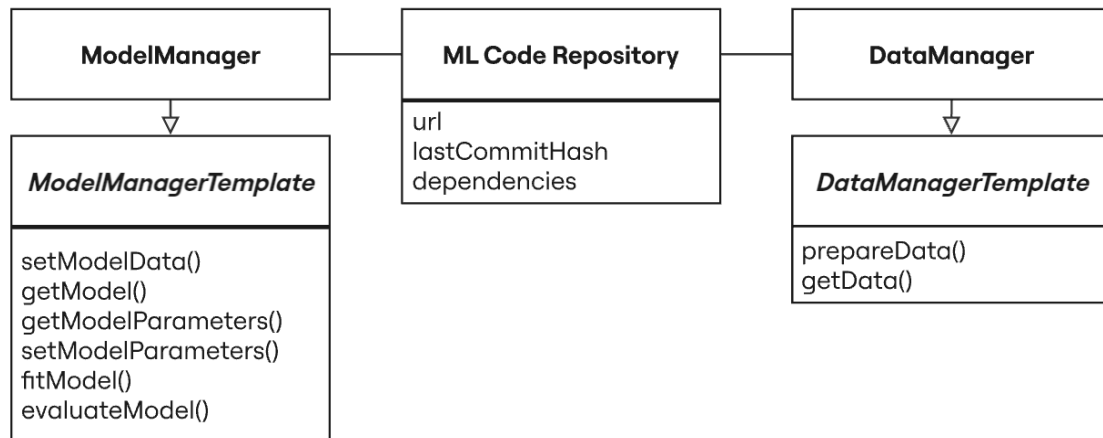 ModelManager
ML Code Repository
DataManager
url
lastCommitHash
dependencies
ModelManagerTemplate
setModelData()
getModel()
getModelParameters()
setModelParameters()
fitModel()
evaluateModel()
DataManagerTemplate
prepareData()
getData()